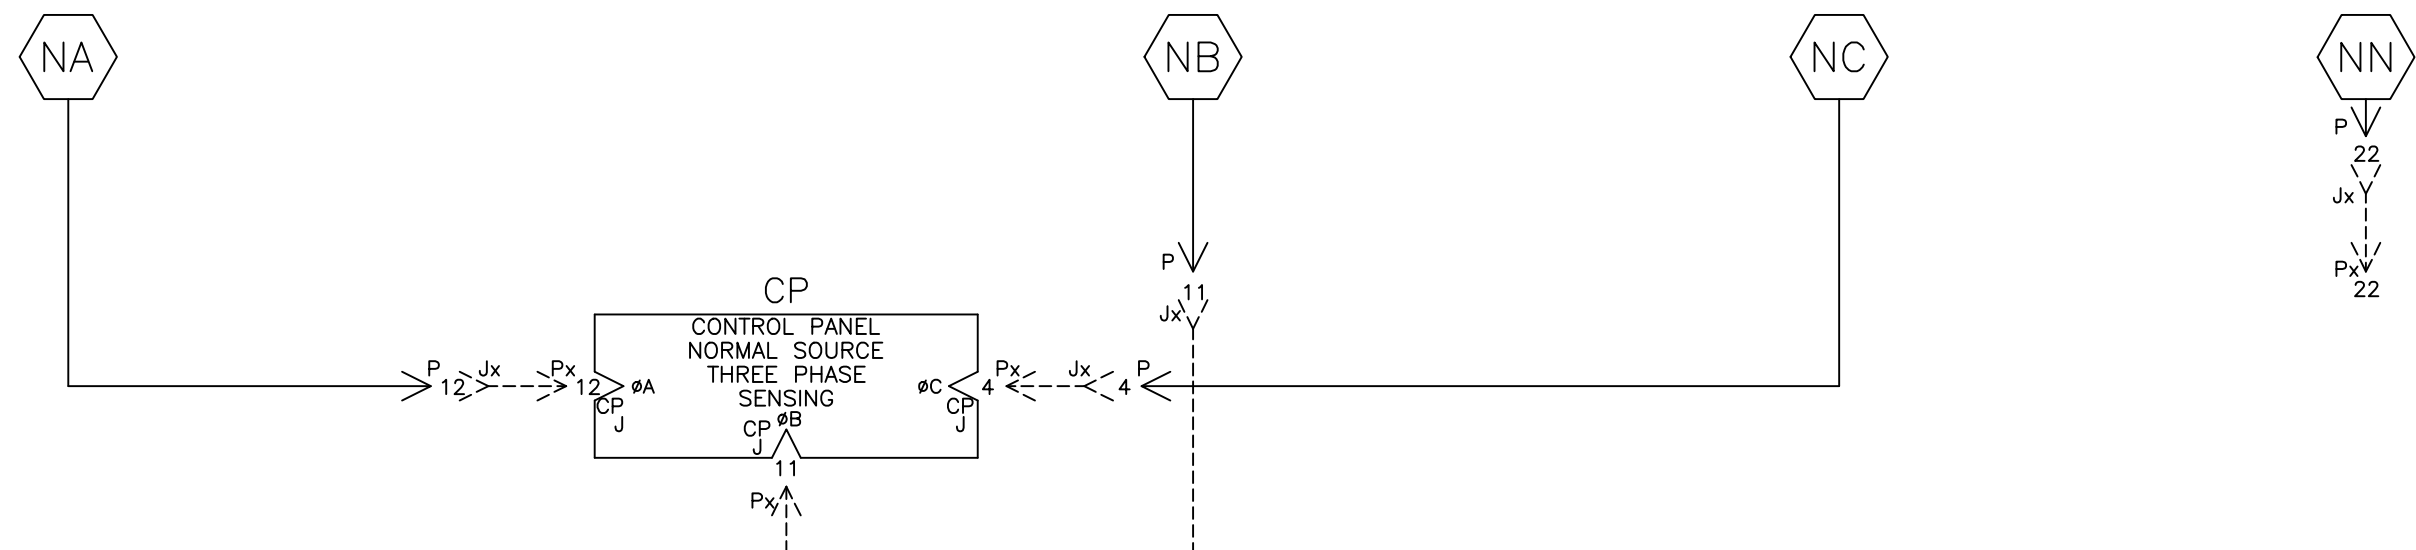 NA
NB
NC
NN
P
22
Jx
Px
22
P
11
Jx
CP
CONTROL PANEL
NORMAL SOURCE
THREE PHASE
SENSING
P
12
Jx
Px
12
øA
CP
J
øC
CP
J
4
Px
Jx
4
P
øB
CP
J
11
Px